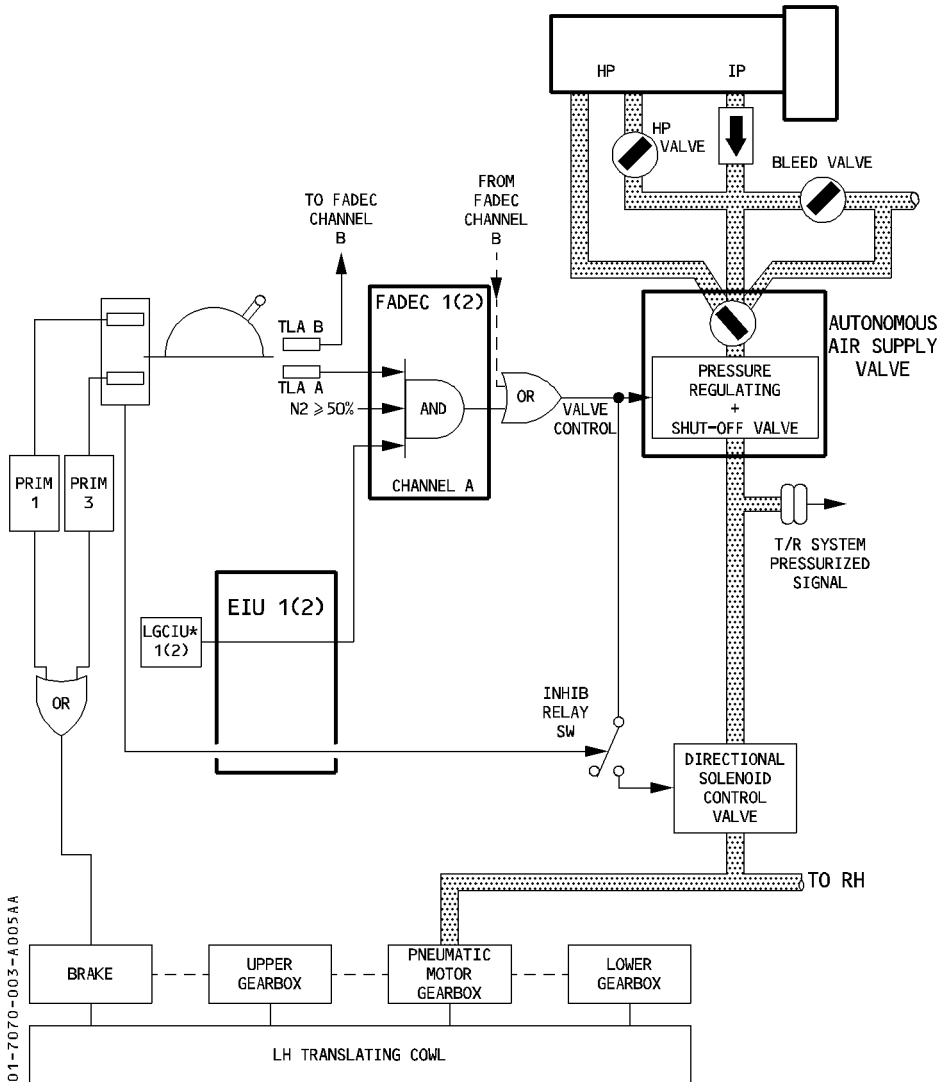 HP
IP
HP
VALVE
BLEED VALVE
TO FADEC
CHANNEL
B
FROM
FADEC
CHANNEL
B
FADEC 1(2)
TLA B
TLA A
N2 ≥ 50%
AND
OR
VALVE
CONTROL
CHANNEL A
AUTONOMOUS
AIR SUPPLY
VALVE
PRESSURE
REGULATING
+
SHUT-OFF VALVE
PRIM
1
PRIM
3
T/R SYSTEM
PRESSURIZED
SIGNAL
EIU 1(2)
LGCIU*
1(2)
OR
INHIB
RELAY
SW
DIRECTIONAL
SOLENOID
CONTROL
VALVE
TO RH
BRAKE
UPPER
GEARBOX
PNEUMATIC
MOTOR
GEARBOX
LOWER
GEARBOX
LH TRANSLATING COWL
01-7070-003-A005AA